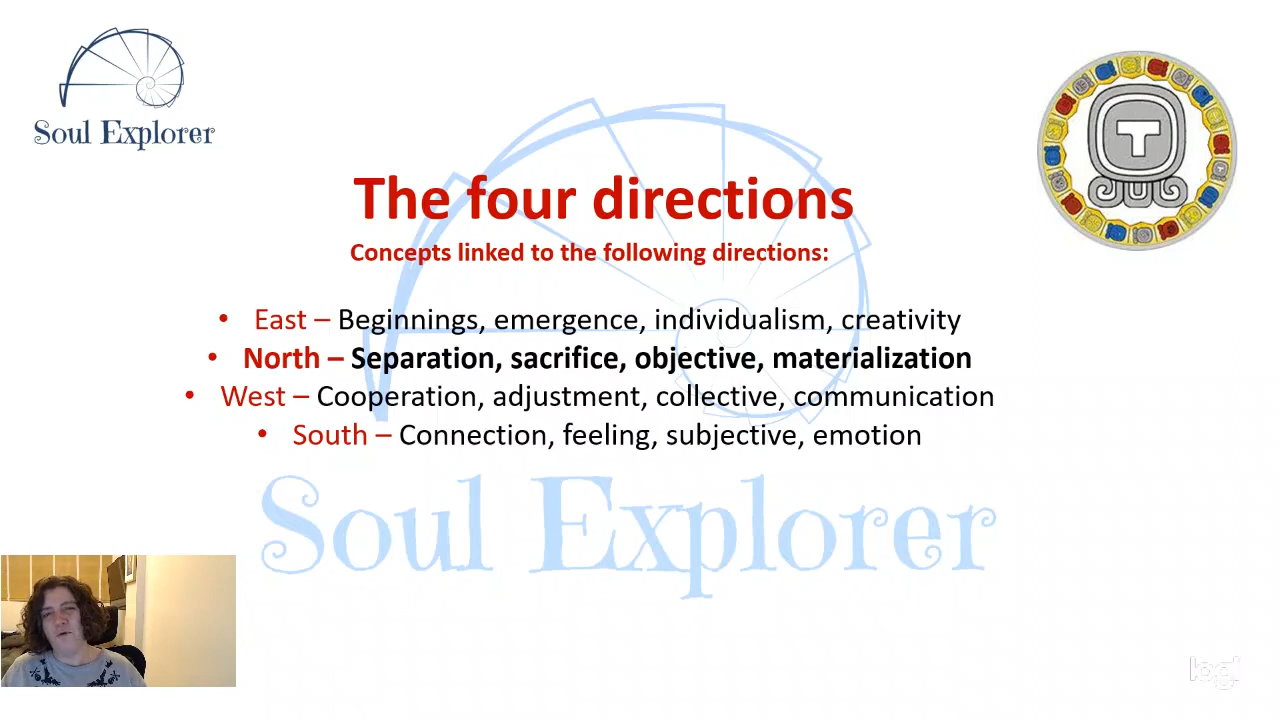 Soul Explorer
The four directions
Concepts linked to the following directions:
• East – Beginnings, emergence, individualism, creativity
• North – Separation, sacrifice, objective, materialization
• West – Cooperation, adjustment, collective, communication
• South – Connection, feeling, subjective, emotion
Soul Explorer
logi